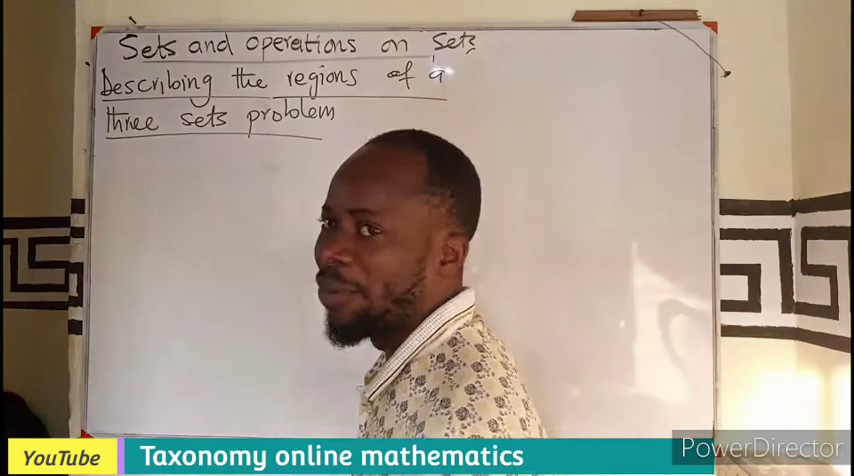 Sets and operations on Sets
Describing the regions of a
three sets problem
PowerDirector
YouTube
Taxonomy online mathematics